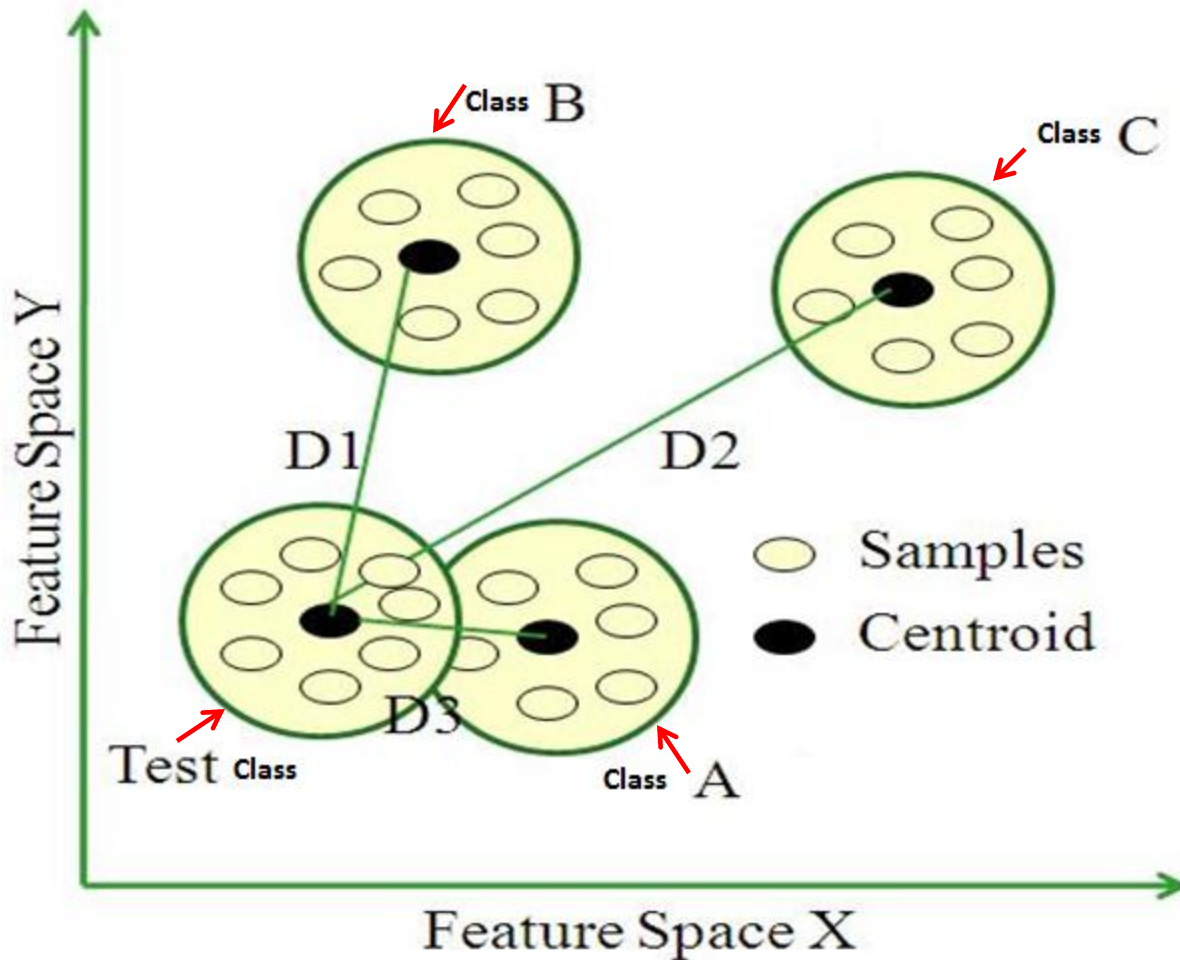 Class B
Class C
Feature Space Y
D1
D2
Samples
Centroid
D3
Test Class
Class A
Feature Space X